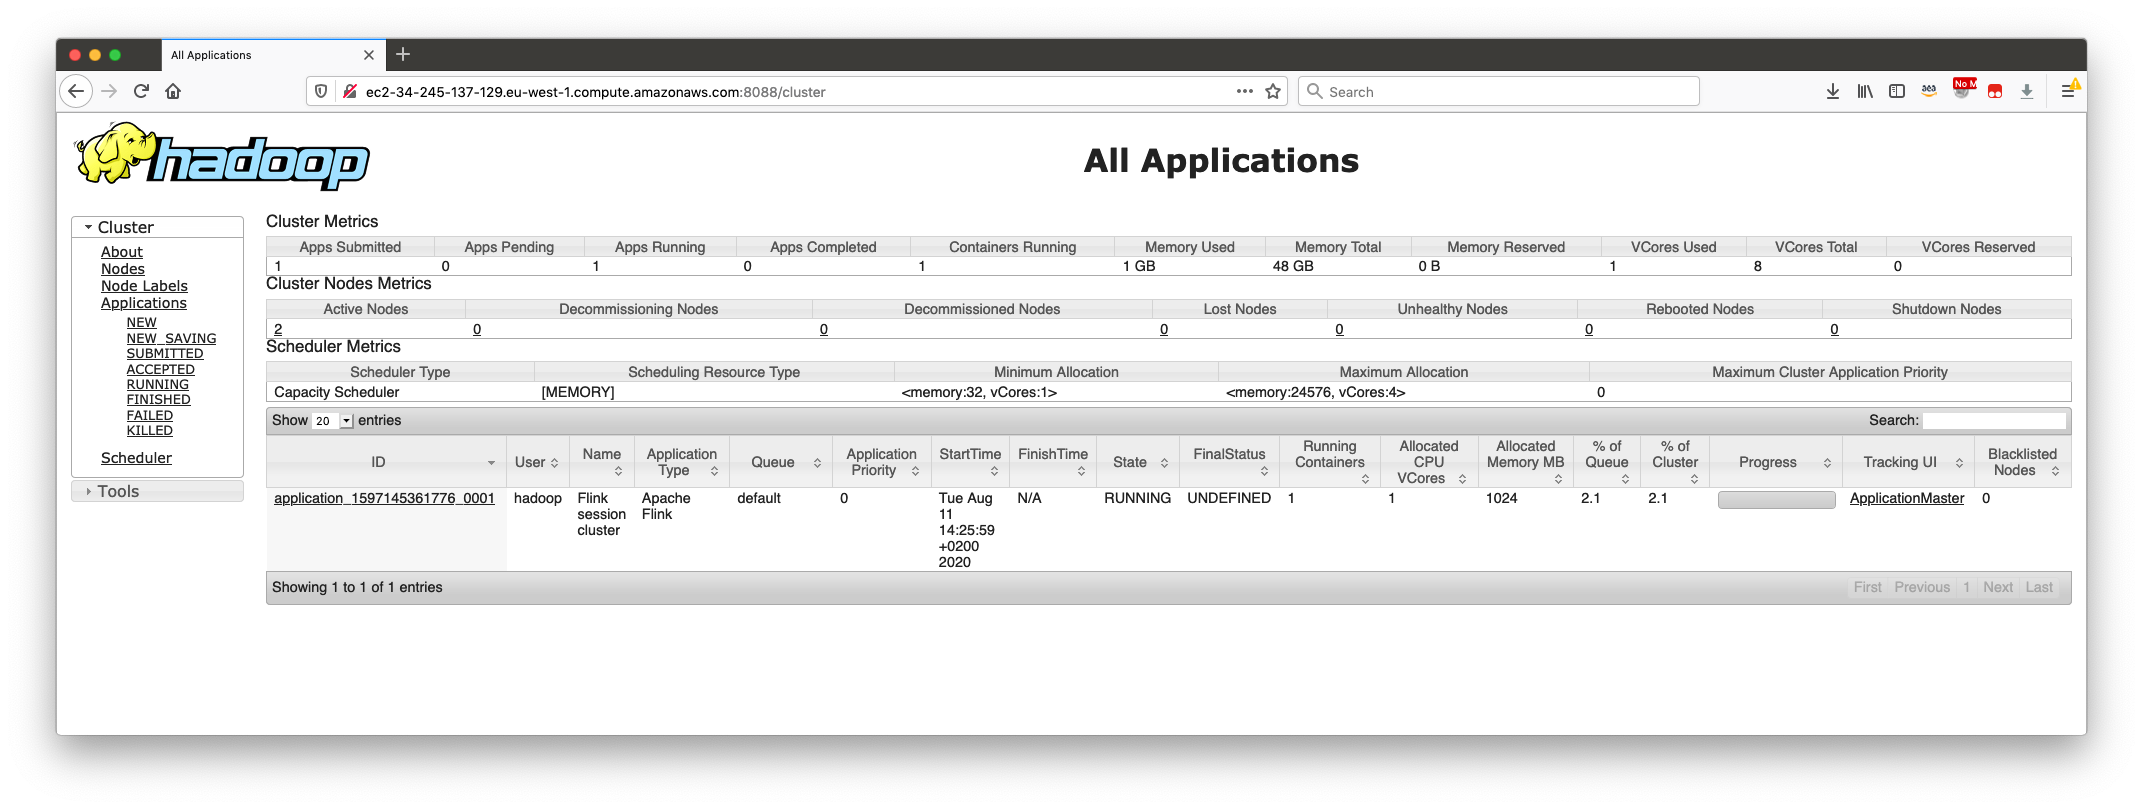 All Applications
ec2-34-245-137-129.eu-west-1.compute.amazonaws.com:8088/cluster
Search
No M
hadoop
All Applications
Cluster
About
Nodes
Node Labels
Applications
NEW
NEW_SAVING
SUBMITTED
ACCEPTED
RUNNING
FINISHED
FAILED
KILLED
Scheduler
Tools
Cluster Metrics
Apps Submitted Apps Pending Apps Running Apps Completed Containers Running Memory Used Memory Total Memory Reserved VCores Used VCores Total VCores Reserved
1 0 1 0 1 1 GB 48 GB 0 B 1 8 0
Cluster Nodes Metrics
Active Nodes Decommissioning Nodes Decommissioned Nodes Lost Nodes Unhealthy Nodes Rebooted Nodes Shutdown Nodes
2 0 0 0 0 0 0
Scheduler Metrics
Scheduler Type Scheduling Resource Type Minimum Allocation Maximum Allocation Maximum Cluster Application Priority
Capacity Scheduler [MEMORY] <memory:32, vCores:1> <memory:24576, vCores:4> 0
Show 20 entries Search:
ID User Name Application Type Queue Application Priority StartTime FinishTime State FinalStatus Running Containers Allocated CPU VCores Allocated Memory MB % of Queue % of Cluster Progress Tracking UI Blacklisted Nodes
application_1597145361776_0001 hadoop Flink session cluster Apache Flink default 0 Tue Aug 11 14:25:59 +0200 2020 N/A RUNNING UNDEFINED 1 1 1024 2.1 2.1 ApplicationMaster 0
Showing 1 to 1 of 1 entries First Previous 1 Next Last